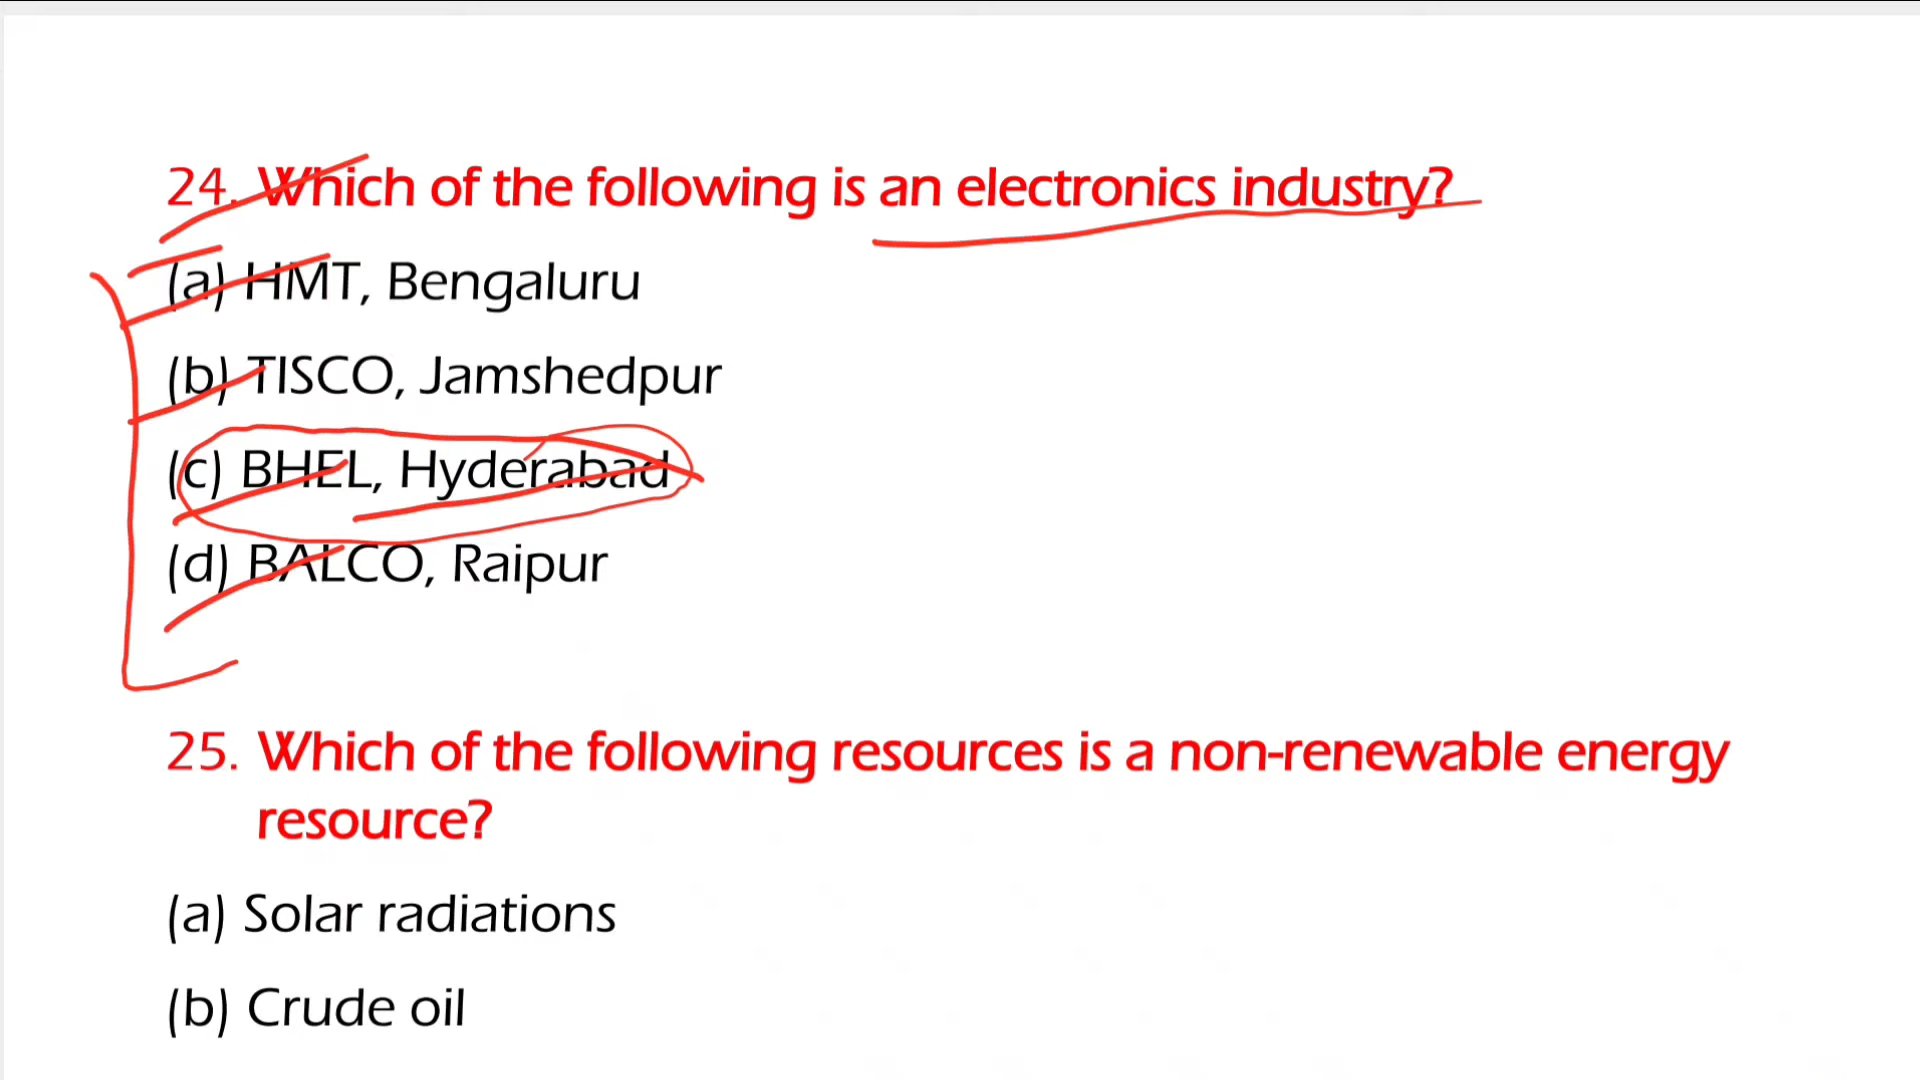 24. Which of the following is an electronics industry?
(a) HMT, Bengaluru
(b) TISCO, Jamshedpur
(c) BHEL, Hyderabad
(d) BALCO, Raipur
25. Which of the following resources is a non-renewable energy
resource?
(a) Solar radiations
(b) Crude oil